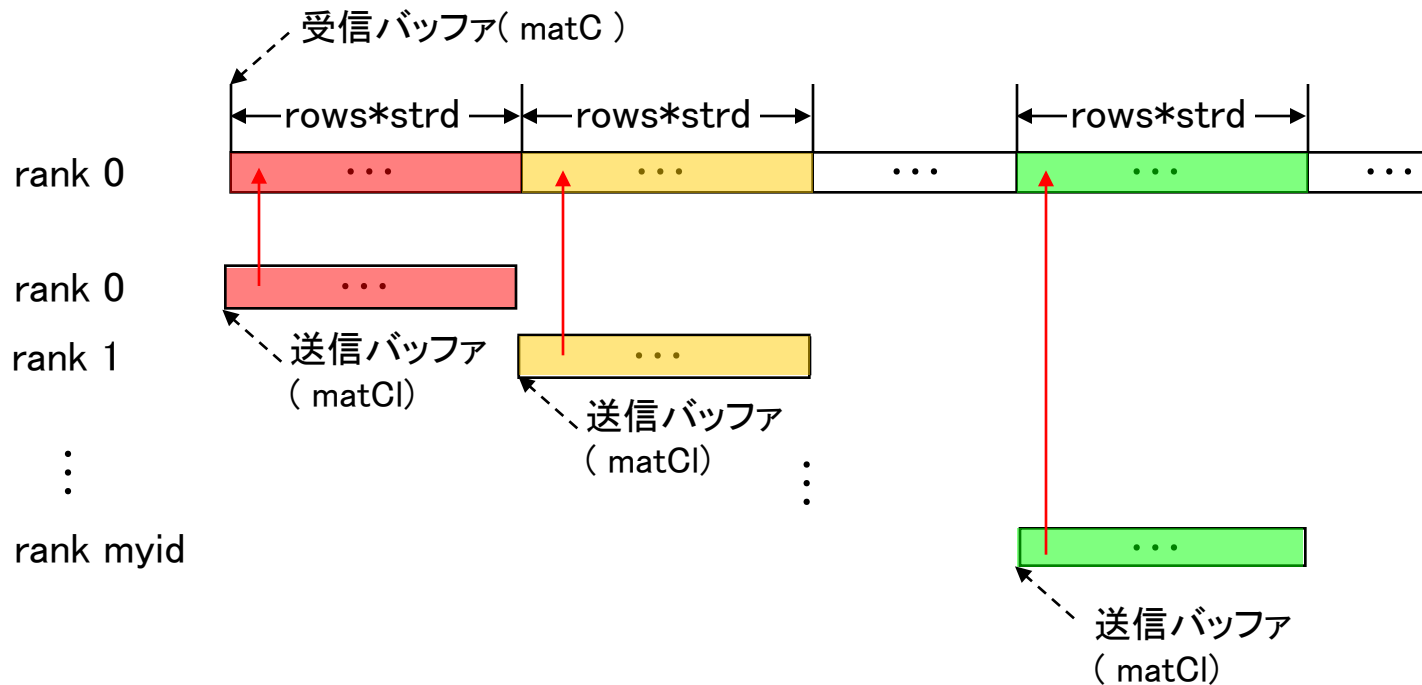 受信バッファ( matC )
rows*strd
rows*strd
rows*strd
rank 0
・・・
・・・
・・・
・・・
・・・
rank 0
・・・
送信バッファ
( matCl)
rank 1
・・・
送信バッファ
( matCl)
rank myid
・・・
送信バッファ
( matCl)